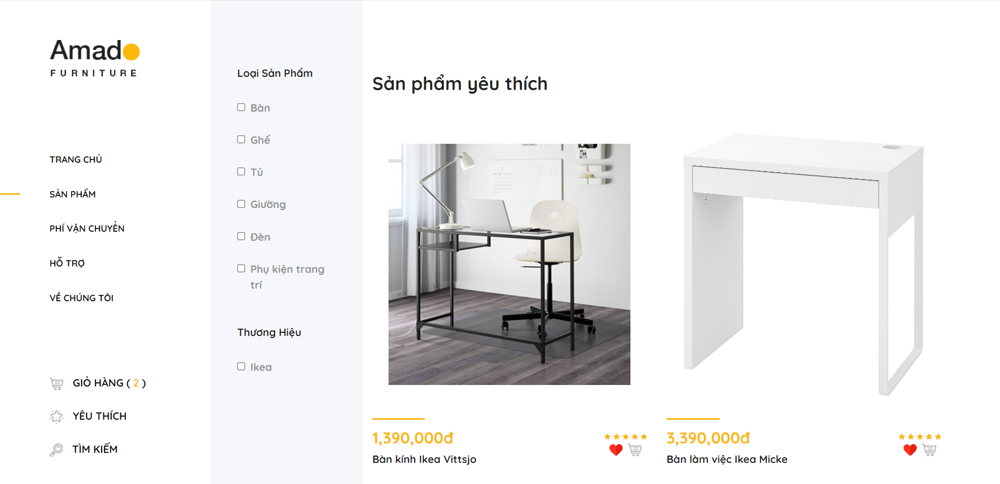 Amado
FURNITURE
TRANG CHỦ
SẢN PHẨM
PHÍ VẬN CHUYỂN
HỖ TRỢ
VỀ CHÚNG TÔI
GIỎ HÀNG ( 2 )
YÊU THÍCH
TÌM KIẾM
Loại Sản Phẩm
Bàn
Ghế
Tủ
Giường
Đèn
Phụ kiện trang
trí
Thương Hiệu
Ikea
Sản phẩm yêu thích
1,390,000đ
Bàn kính Ikea Vittsjo
3,390,000đ
Bàn làm việc Ikea Micke